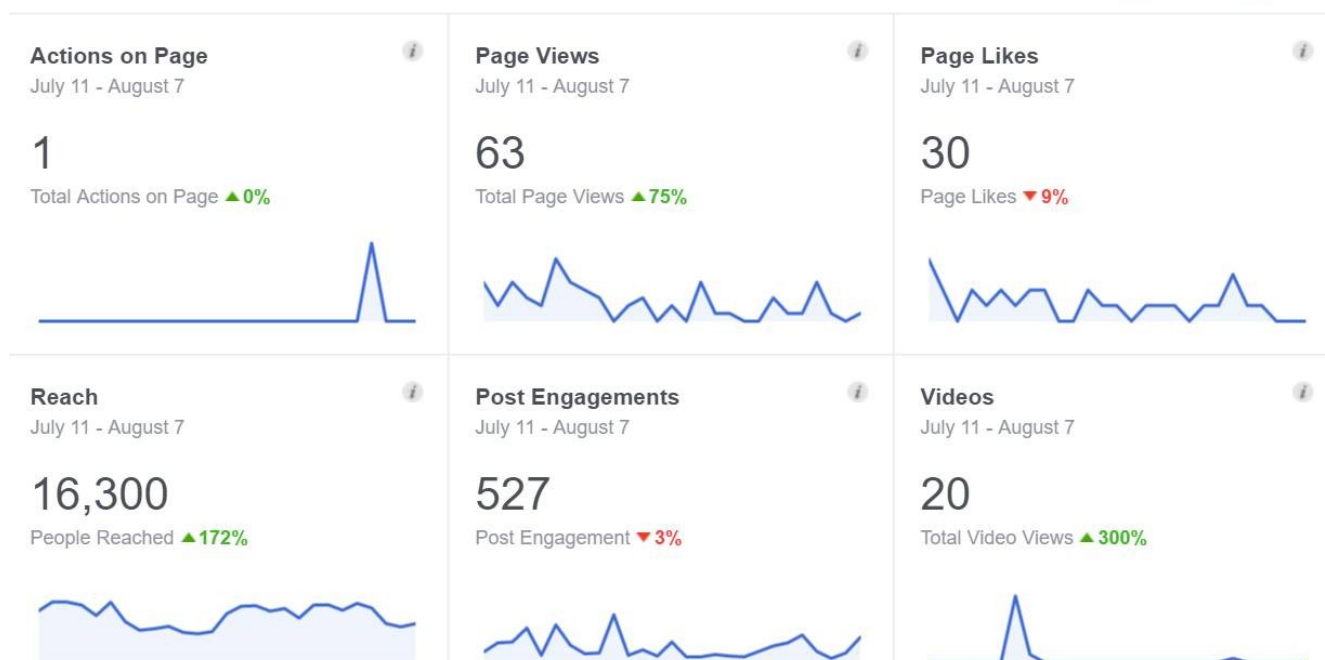 Actions on Page
July 11 - August 7
1
Total Actions on Page ▲0%
Page Views
July 11 - August 7
63
Total Page Views ▲75%
Page Likes
July 11 - August 7
30
Page Likes ▼9%
Reach
July 11 - August 7
16,300
People Reached ▲172%
Post Engagements
July 11 - August 7
527
Post Engagement ▼3%
Videos
July 11 - August 7
20
Total Video Views ▲300%